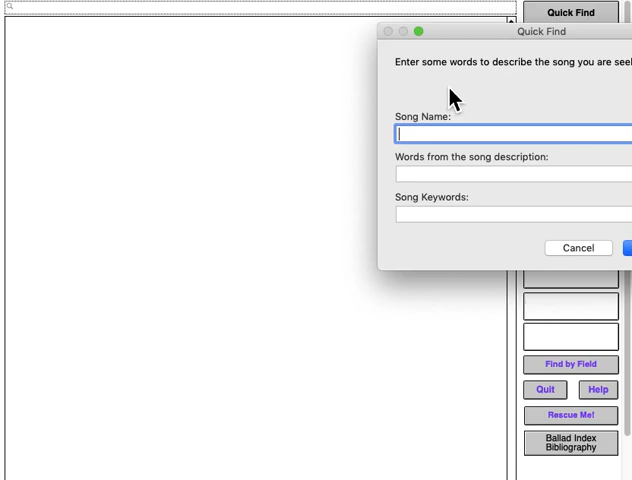 Quick Find
Quick Find
Enter some words to describe the song you are
Song Name:
Words from the song description:
Song Keywords:
Cancel
Find by Field
Quit
Help
Rescue Me!
Ballad Index
Bibliography